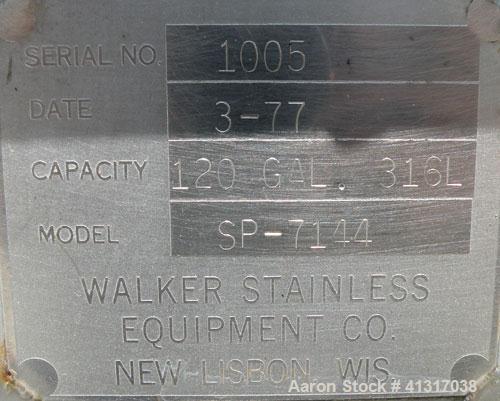 SERIAL NO. 1005
DATE 3-77
CAPACITY 120 GAL. 316L
MODEL SP-7144
WALKER STAINLESS
EQUIPMENT CO.
NEW LISBON, WIS.
Aaron Stock # 41317038